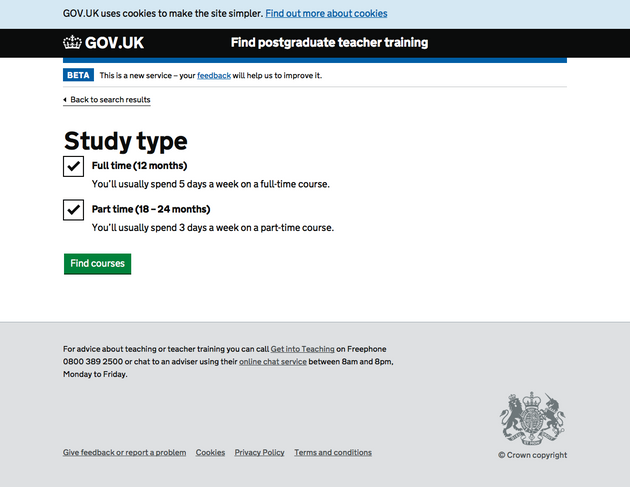 GOV.UK uses cookies to make the site simpler. Find out more about cookies
GOV.UK Find postgraduate teacher training
BETA This is a new service – your feedback will help us to improve it.
Back to search results
Study type
Full time (12 months)
You’ll usually spend 5 days a week on a full-time course.
Part time (18 – 24 months)
You’ll usually spend 3 days a week on a part-time course.
Find courses
For advice about teaching or teacher training you can call Get into Teaching on Freephone
0800 389 2500 or chat to an adviser using their online chat service between 8am and 8pm,
Monday to Friday.
Give feedback or report a problem Cookies Privacy Policy Terms and conditions
© Crown copyright